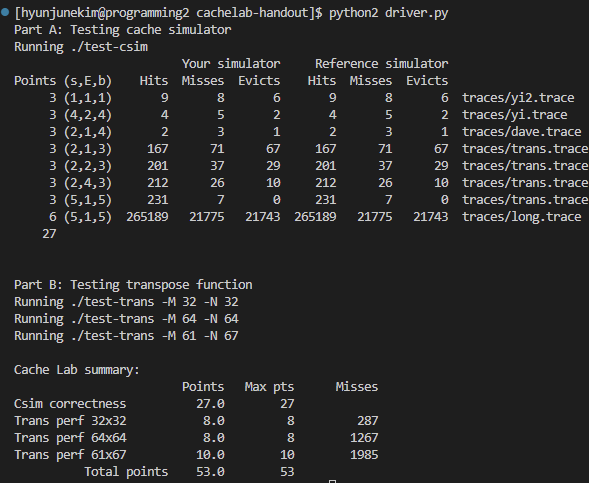 [hyunjunekim@programming2 cachelab-handout]$ python2 driver.py
Part A: Testing cache simulator
Running ./test-csim
                        Your simulator     Reference simulator
Points (s,E,b)    Hits  Misses  Evicts    Hits  Misses  Evicts
     3 (1,1,1)       9       8       6       9       8       6  traces/yi2.trace
     3 (4,2,4)       4       5       2       4       5       2  traces/yi.trace
     3 (2,1,4)       2       3       1       2       3       1  traces/dave.trace
     3 (2,1,3)     167      71      67     167      71      67  traces/trans.trace
     3 (2,2,3)     201      37      29     201      37      29  traces/trans.trace
     3 (2,4,3)     212      26      10     212      26      10  traces/trans.trace
     3 (5,1,5)     231       7       0     231       7       0  traces/trans.trace
     6 (5,1,5)  265189   21775   21743  265189   21775   21743  traces/long.trace
    27
Part B: Testing transpose function
Running ./test-trans -M 32 -N 32
Running ./test-trans -M 64 -N 64
Running ./test-trans -M 61 -N 67
Cache Lab summary:
                        Points   Max pts      Misses
Csim correctness          27.0        27
Trans perf 32x32           8.0         8         287
Trans perf 64x64           8.0         8        1267
Trans perf 61x67          10.0        10        1985
          Total points    53.0        53